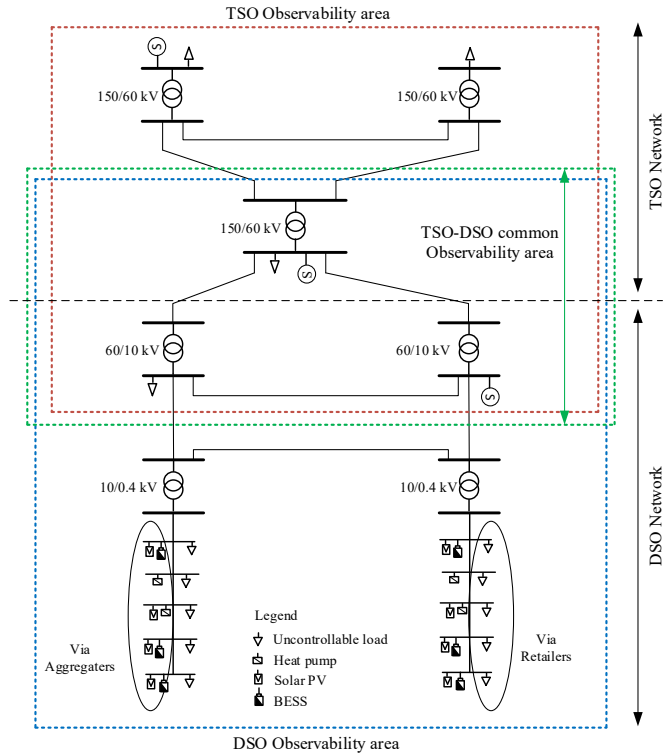 TSO Observability area
S
150/60 kV
150/60 kV
TSO Network
150/60 kV
TSO-DSO common
Observability area
S
60/10 kV
60/10 kV
S
10/0.4 kV
10/0.4 kV
DSO Network
Via
Aggregaters
Legend
Uncontrollable load
Heat pump
Solar PV
BESS
Via
Retailers
DSO Observability area